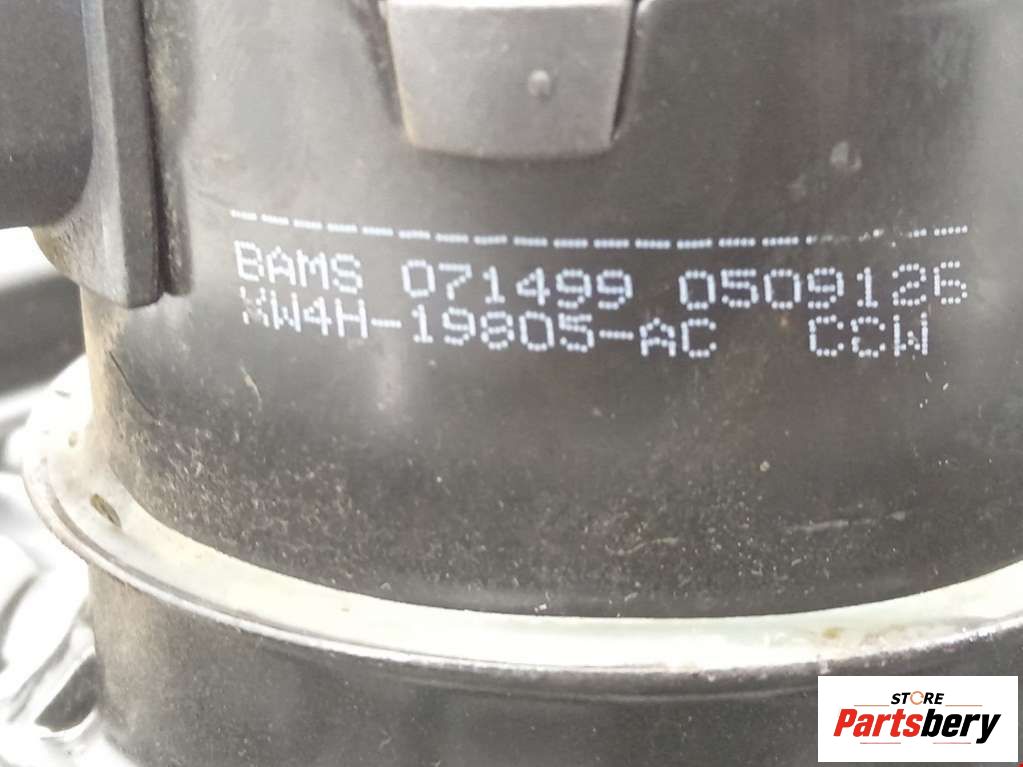 BAMS 071499 0509126
XW4H-19805-AC CCW
STORE
Partsbery